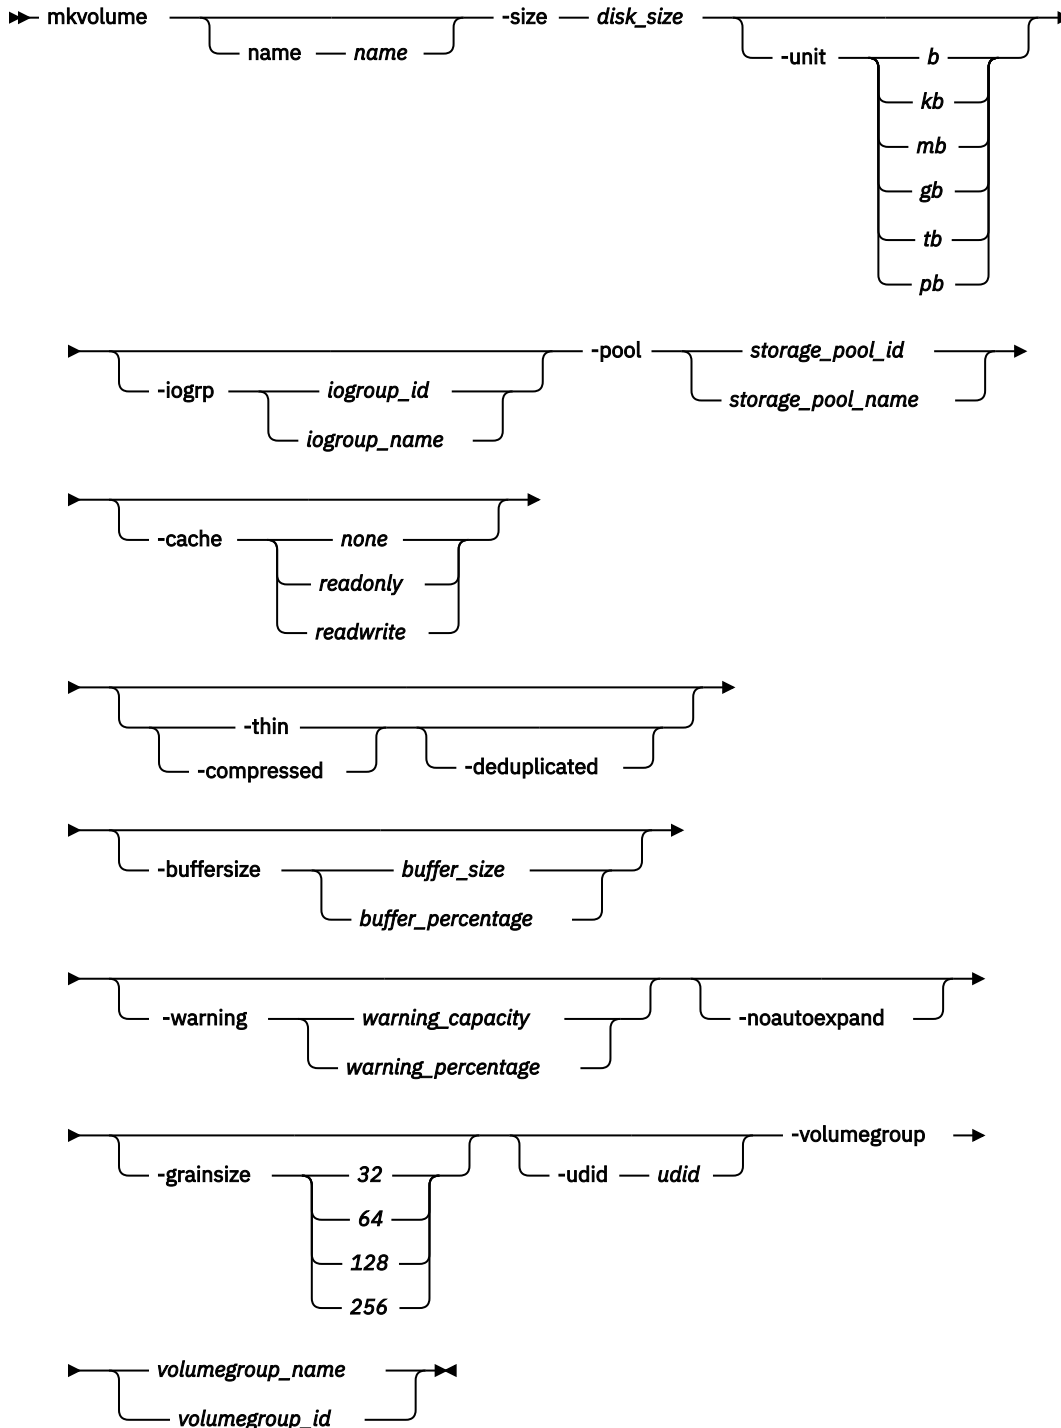 mkvolume -size disk_size
name name -unit b
kb
mb
gb
tb
pb
-pool storage_pool_id
-iogrp iogroup_id storage_pool_name
iogroup_name
-cache none
readonly
readwrite
-thin
-compressed -deduplicated
-buffersize buffer_size
buffer_percentage
-warning warning_capacity -noautoexpand
warning_percentage
-volumegroup
-grainsize 32 -udid udid
64
128
256
volumegroup_name
volumegroup_id